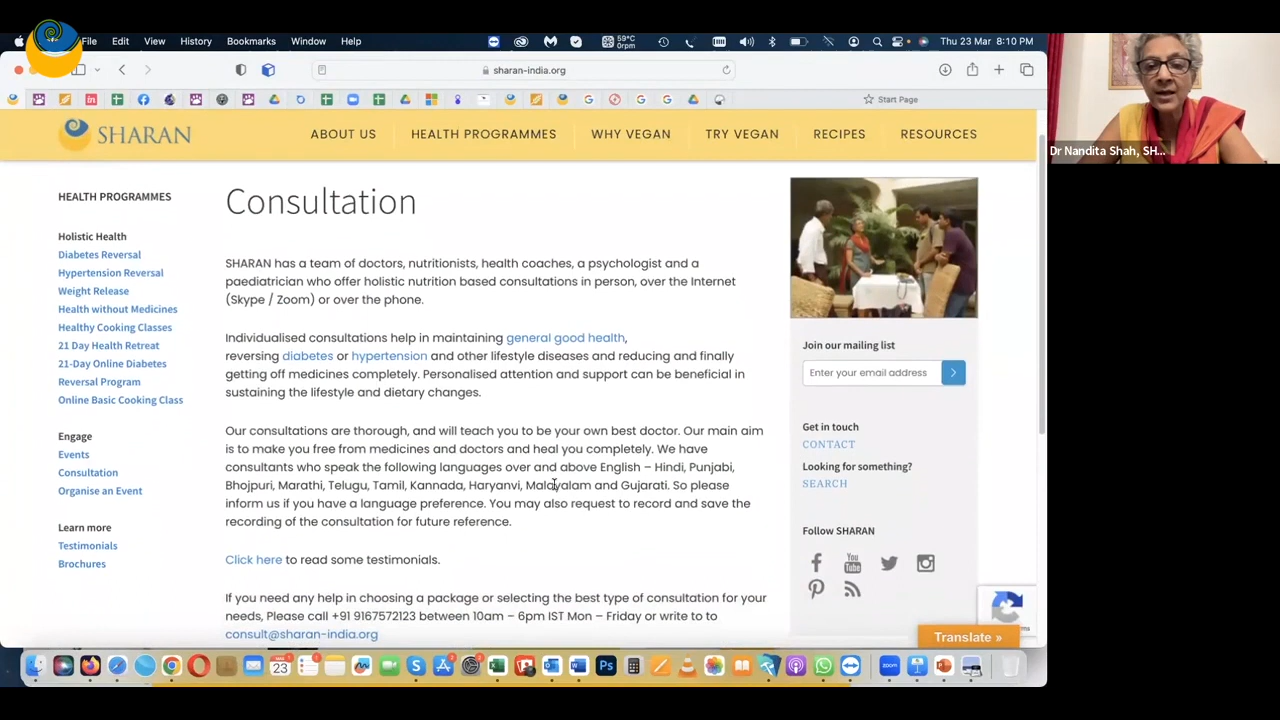 File Edit View History Bookmarks Window Help
59°C
0rpm
Thu 23 Mar 8:10 PM
sharan-india.org
Start Page
SHARAN
ABOUT US
HEALTH PROGRAMMES
WHY VEGAN
TRY VEGAN
RECIPES
RESOURCES
HEALTH PROGRAMMES
Holistic Health
Diabetes Reversal
Hypertension Reversal
Weight Release
Health without Medicines
Healthy Cooking Classes
21 Day Health Retreat
21-Day Online Diabetes
Reversal Program
Online Basic Cooking Class
Engage
Events
Consultation
Organise an Event
Learn more
Testimonials
Brochures
Consultation
SHARAN has a team of doctors, nutritionists, health coaches, a psychologist and a
paediatrician who offer holistic nutrition based consultations in person, over the Internet
(Skype / Zoom) or over the phone.
Individualised consultations help in maintaining general good health,
reversing diabetes or hypertension and other lifestyle diseases and reducing and finally
getting off medicines completely. Personalised attention and support can be beneficial in
sustaining the lifestyle and dietary changes.
Our consultations are thorough, and will teach you to be your own best doctor. Our main aim
is to make you free from medicines and doctors and heal you completely. We have
consultants who speak the following languages over and above English – Hindi, Punjabi,
Bhojpuri, Marathi, Telugu, Tamil, Kannada, Haryanvi, Malayalam and Gujarati. So please
inform us if you have a language preference. You may also request to record and save the
recording of the consultation for future reference.
Click here to read some testimonials.
If you need any help in choosing a package or selecting the best type of consultation for your
needs, Please call +91 9167572123 between 10am – 6pm IST Mon – Friday or write to to
consult@sharan-india.org
Join our mailing list
Enter your email address
Get in touch
CONTACT
Looking for something?
SEARCH
Follow SHARAN
You
Tube
Translate »
Dr Nandita Shah, SH...